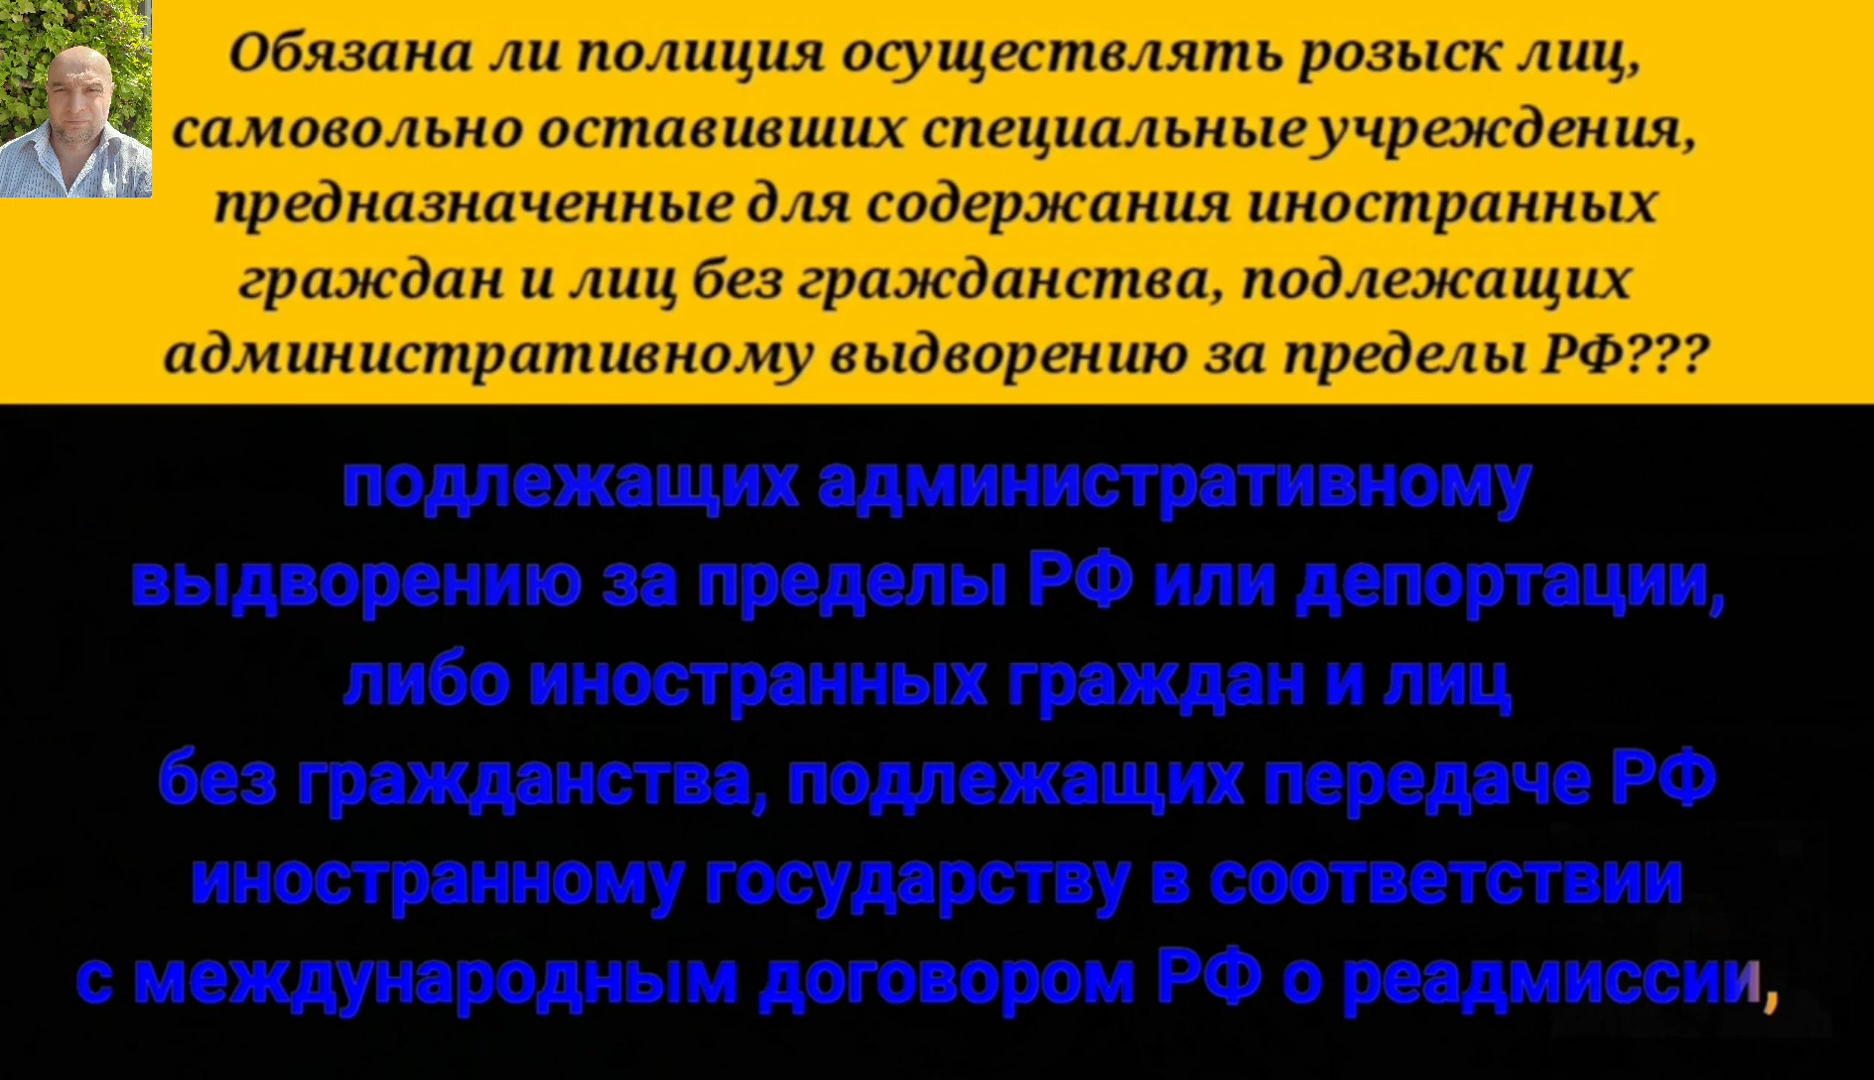 Обязана ли полиция осуществлять розыск лиц,
самовольно оставивших специальные учреждения,
предназначенные для содержания иностранных
граждан и лиц без гражданства, подлежащих
административному выдворению за пределы РФ???
подлежащих административному
выдворению за пределы РФ или депортации,
либо иностранных граждан и лиц
без гражданства, подлежащих передаче РФ
иностранному государству в соответствии
с международным договором РФ о реадмиссии,